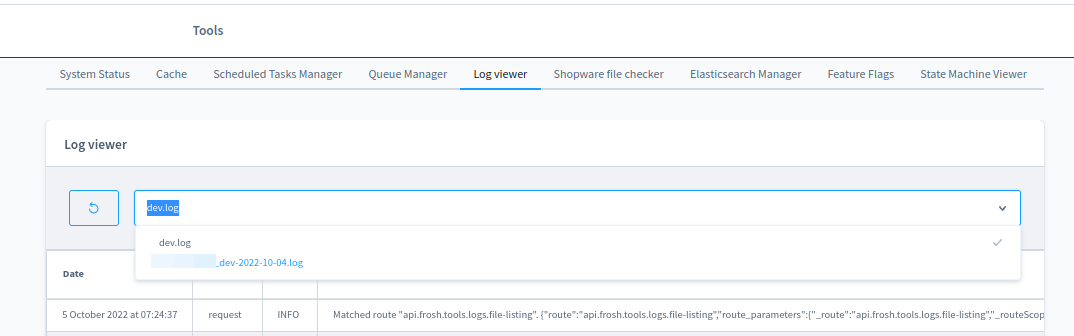 Tools
System Status Cache Scheduled Tasks Manager Queue Manager Log viewer Shopware file checker Elasticsearch Manager Feature Flags State Machine Viewer
Log viewer
dev.log
dev.log
_dev-2022-10-04.log
Date
5 October 2022 at 07:24:37 request INFO Matched route "api.frosh.tools.logs.file-listing". {"route":"api.frosh.tools.logs.file-listing","route_parameters":{"_route":"api.frosh.tools.logs.file-listing","_routeScop